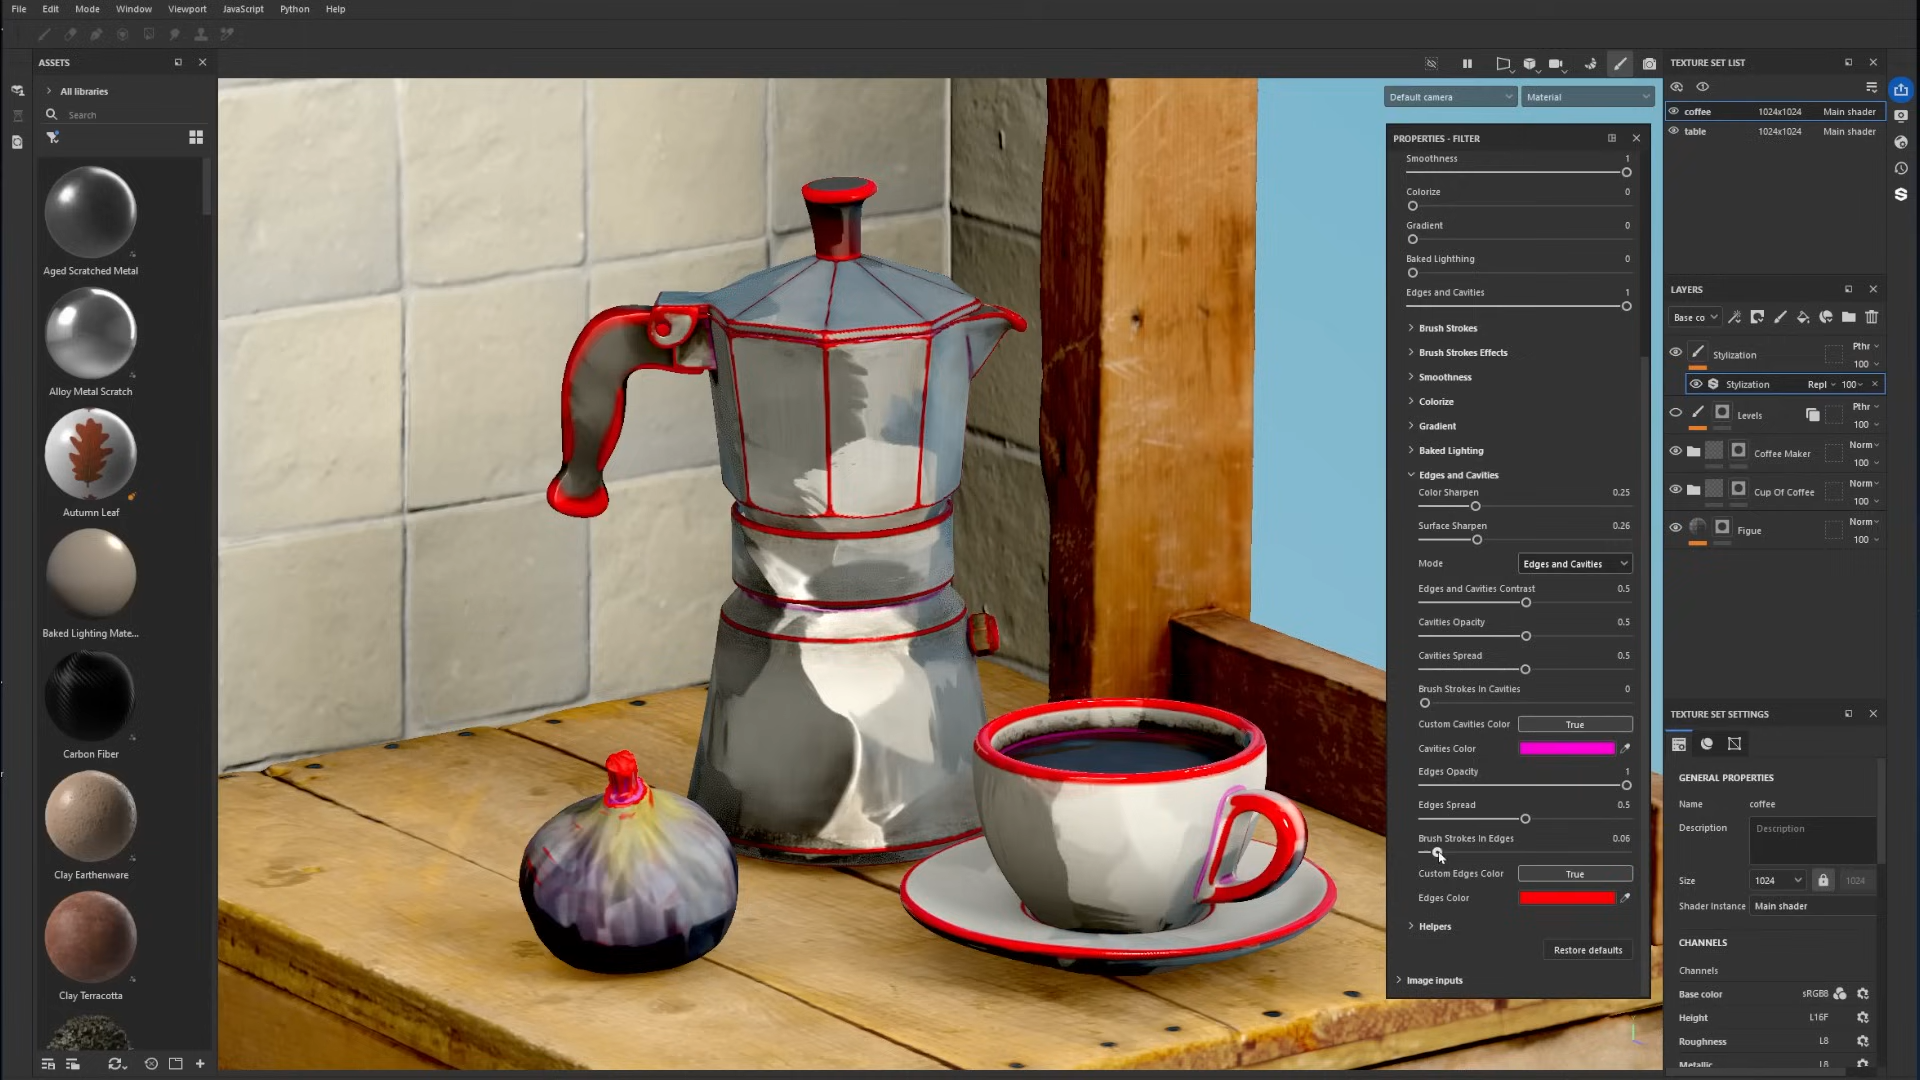 File Edit Mode Window Viewport JavaScript Python Help
ASSETS
All libraries
Search
Aged Scratched Metal
Alloy Metal Scratch
Autumn Leaf
Baked Lighting Mate...
Carbon Fiber
Clay Earthenware
Clay Terracotta
Default camera
Material
PROPERTIES - FILTER
Smoothness 1
Colorize 0
Gradient 0
Baked Lighthing 0
Edges and Cavities 1
Brush Strokes
Brush Strokes Effects
Smoothness
Colorize
Gradient
Baked Lighting
Edges and Cavities
Color Sharpen 0.25
Surface Sharpen 0.26
Mode Edges and Cavities
Edges and Cavities Contrast 0.5
Cavities Opacity 0.5
Cavities Spread 0.5
Brush Strokes In Cavities 0
Custom Cavities Color True
Cavities Color
Edges Opacity 1
Edges Spread 0.5
Brush Strokes In Edges 0.06
Custom Edges Color True
Edges Color
Helpers
Restore defaults
Image inputs
TEXTURE SET LIST
coffee 1024x1024 Main shader
table 1024x1024 Main shader
LAYERS
Base co
Stylization Pthr 100
Stylization Repl 100
Levels Pthr 100
Coffee Maker Norm 100
Cup Of Coffee Norm 100
Figue Norm 100
TEXTURE SET SETTINGS
GENERAL PROPERTIES
Name coffee
Description Description
Size 1024 1024
Shader Instance Main shader
CHANNELS
Channels
Base color sRGB8
Height L16F
Roughness L8
Metallic L8